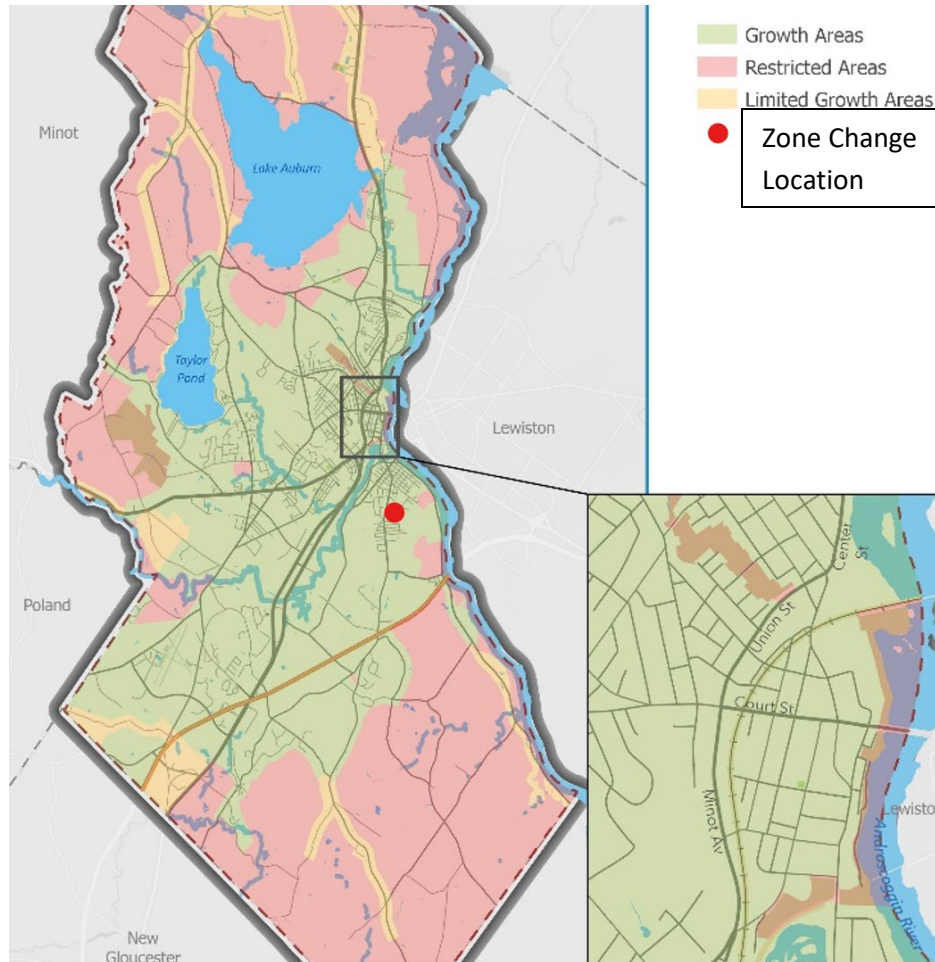 Growth Areas
Restricted Areas
Limited Growth Areas
Zone Change
Location
Minot
Lake Auburn
Taylor
Pond
Lewiston
Poland
New
Gloucester
Center
St
Union St
Court St
Minot Av
Lewisto
Androscoggin River